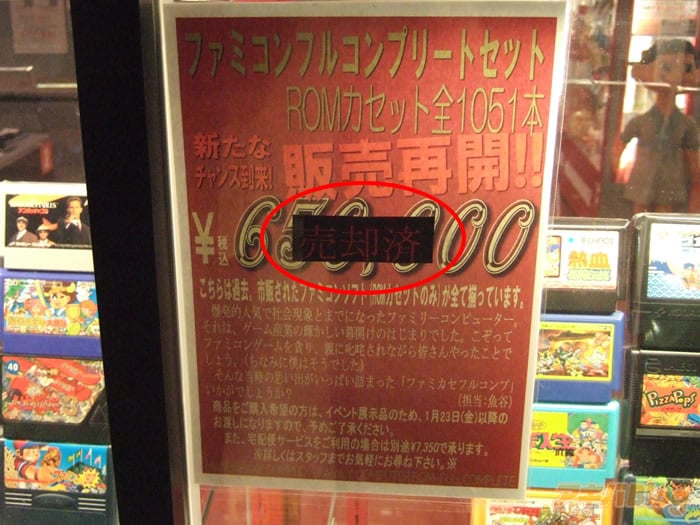 ファミコンフルコンプリートセット
ROMカセット全1051本
新たな
チャンス到来!
販売再開!!
¥税込650,000
売却済
こちらは過去、市販されたファミコンソフト(ROMカセットのみ)が全て揃っています。
爆発的人気で社会現象とまでになったファミリーコンピューター。
それは、ゲーム産業の輝かしい幕開けのはじまりでした。こぞって
ファミコンゲームを貪り、親に叱咤されながら皆さんやったことで
しょう。(ちなみに僕はそうでした)
そんな当時の思い出がいっぱい詰まった「ファミカセフルコンプ」
いかがでしょうか?
(担当:魚谷)
商品をご購入希望の方は、イベント展示品のため、1月23日(金)以降の
お渡しになりますので、予めご了承ください。
また、宅配便サービスをご利用の場合は別途¥7,350で承ります。
※詳しくはスタッフまでお気軽にお尋ね下さい。※
COMPLETE
熱血
PIZZA POP!
40